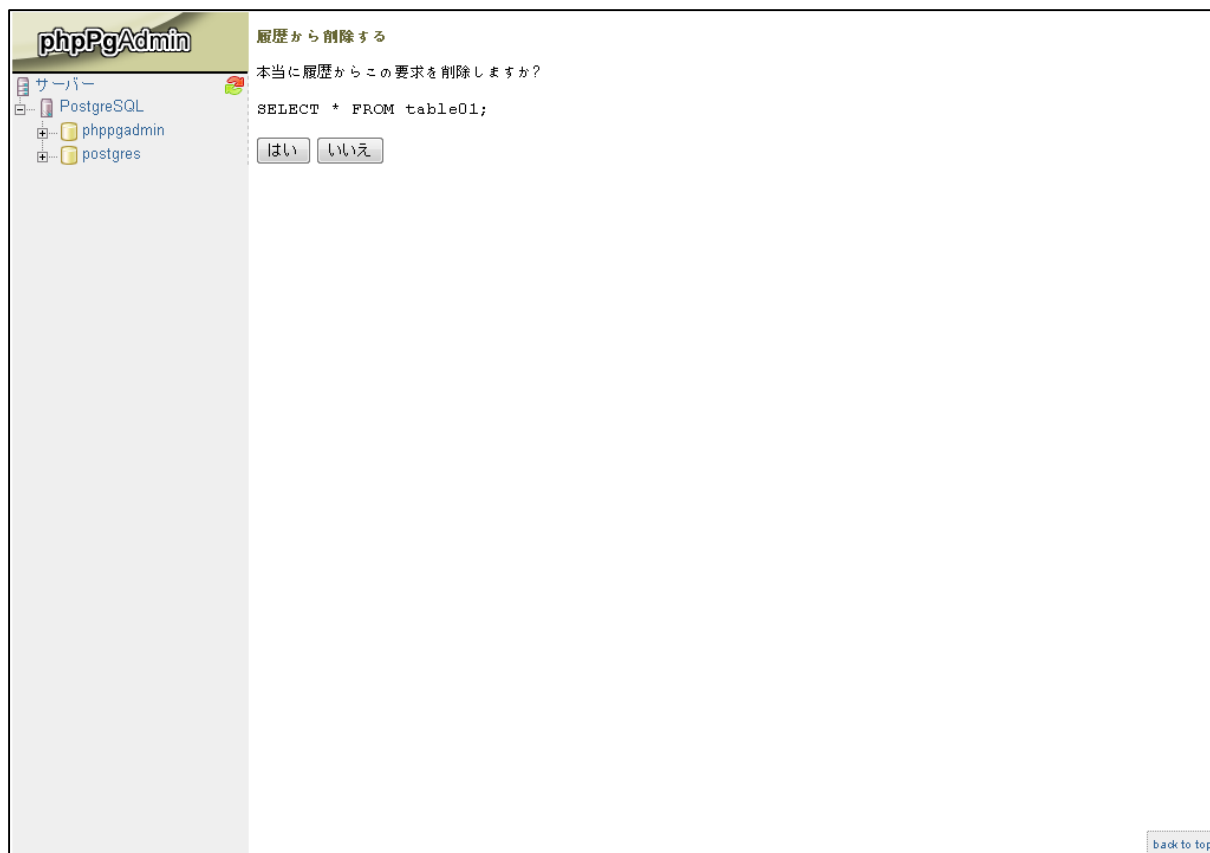 phpPgAdmin
サーバー
PostgreSQL
phppgadmin
postgres
履歴から削除する
本当に履歴からこの要求を削除しますか?
SELECT * FROM table01;
はい いいえ
back to top